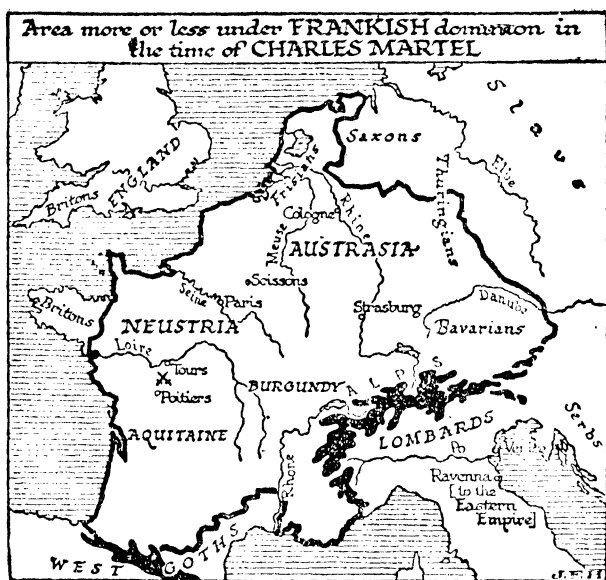 Area more or less under FRANKISH dominion in
the time of CHARLES MARTEL
Slavs
Saxons
ENGLAND
Britons
Frisians
Elbe
Thuringians
Cologne
Rhine
Meuse
AUSTRASIA
Soissons
Seine
Paris
Strasburg
Danube
Britons
NEUSTRIA
Bavarians
Loire
Tours
Poitiers
BURGUNDY
ALPS
AQUITAINE
LOMBARDS
Po
Serbs
Rhone
Ravenna
[to the
Eastern
Empire]
WEST GOTHS
J.F.H.